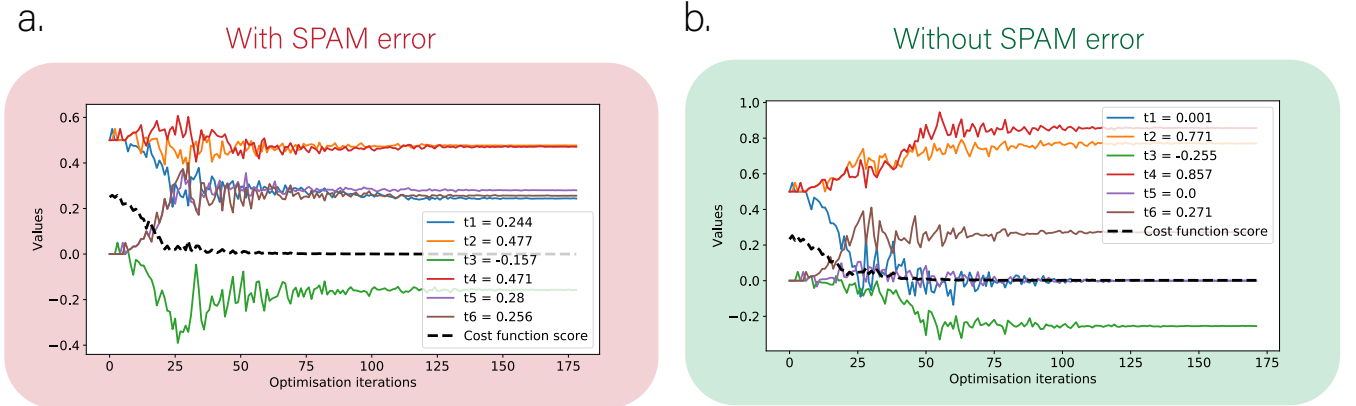 a.
With SPAM error
Values
0.6
0.4
0.2
0.0
−0.2
−0.4
0
25
50
75
100
125
150
175
Optimisation iterations
t1 = 0.244
t2 = 0.477
t3 = -0.157
t4 = 0.471
t5 = 0.28
t6 = 0.256
Cost function score
b.
Without SPAM error
Values
1.0
0.8
0.6
0.4
0.2
0.0
−0.2
0
25
50
75
100
125
150
175
Optimisation iterations
t1 = 0.001
t2 = 0.771
t3 = -0.255
t4 = 0.857
t5 = 0.0
t6 = 0.271
Cost function score